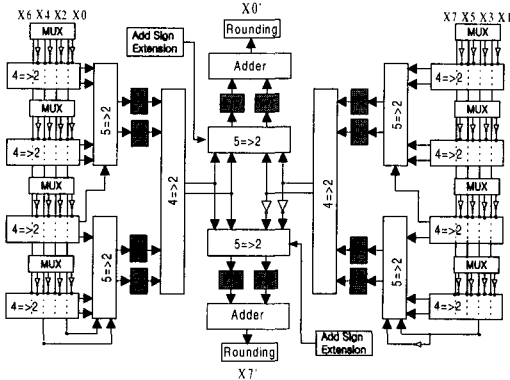 X6 X4 X2 X0
X0'
X7 X5 X3 X1
MUX
Rounding
MUX
Add Sign
Extension
Adder
4=>2
4=>2
5=>2
5=>2
MUX
MUX
5=>2
4=>2
4=>2
4=>2
4=>2
MUX
MUX
4=>2
4=>2
5=>2
5=>2
5=>2
MUX
MUX
4=>2
4=>2
Adder
Add Sign
Extension
Rounding
X7'